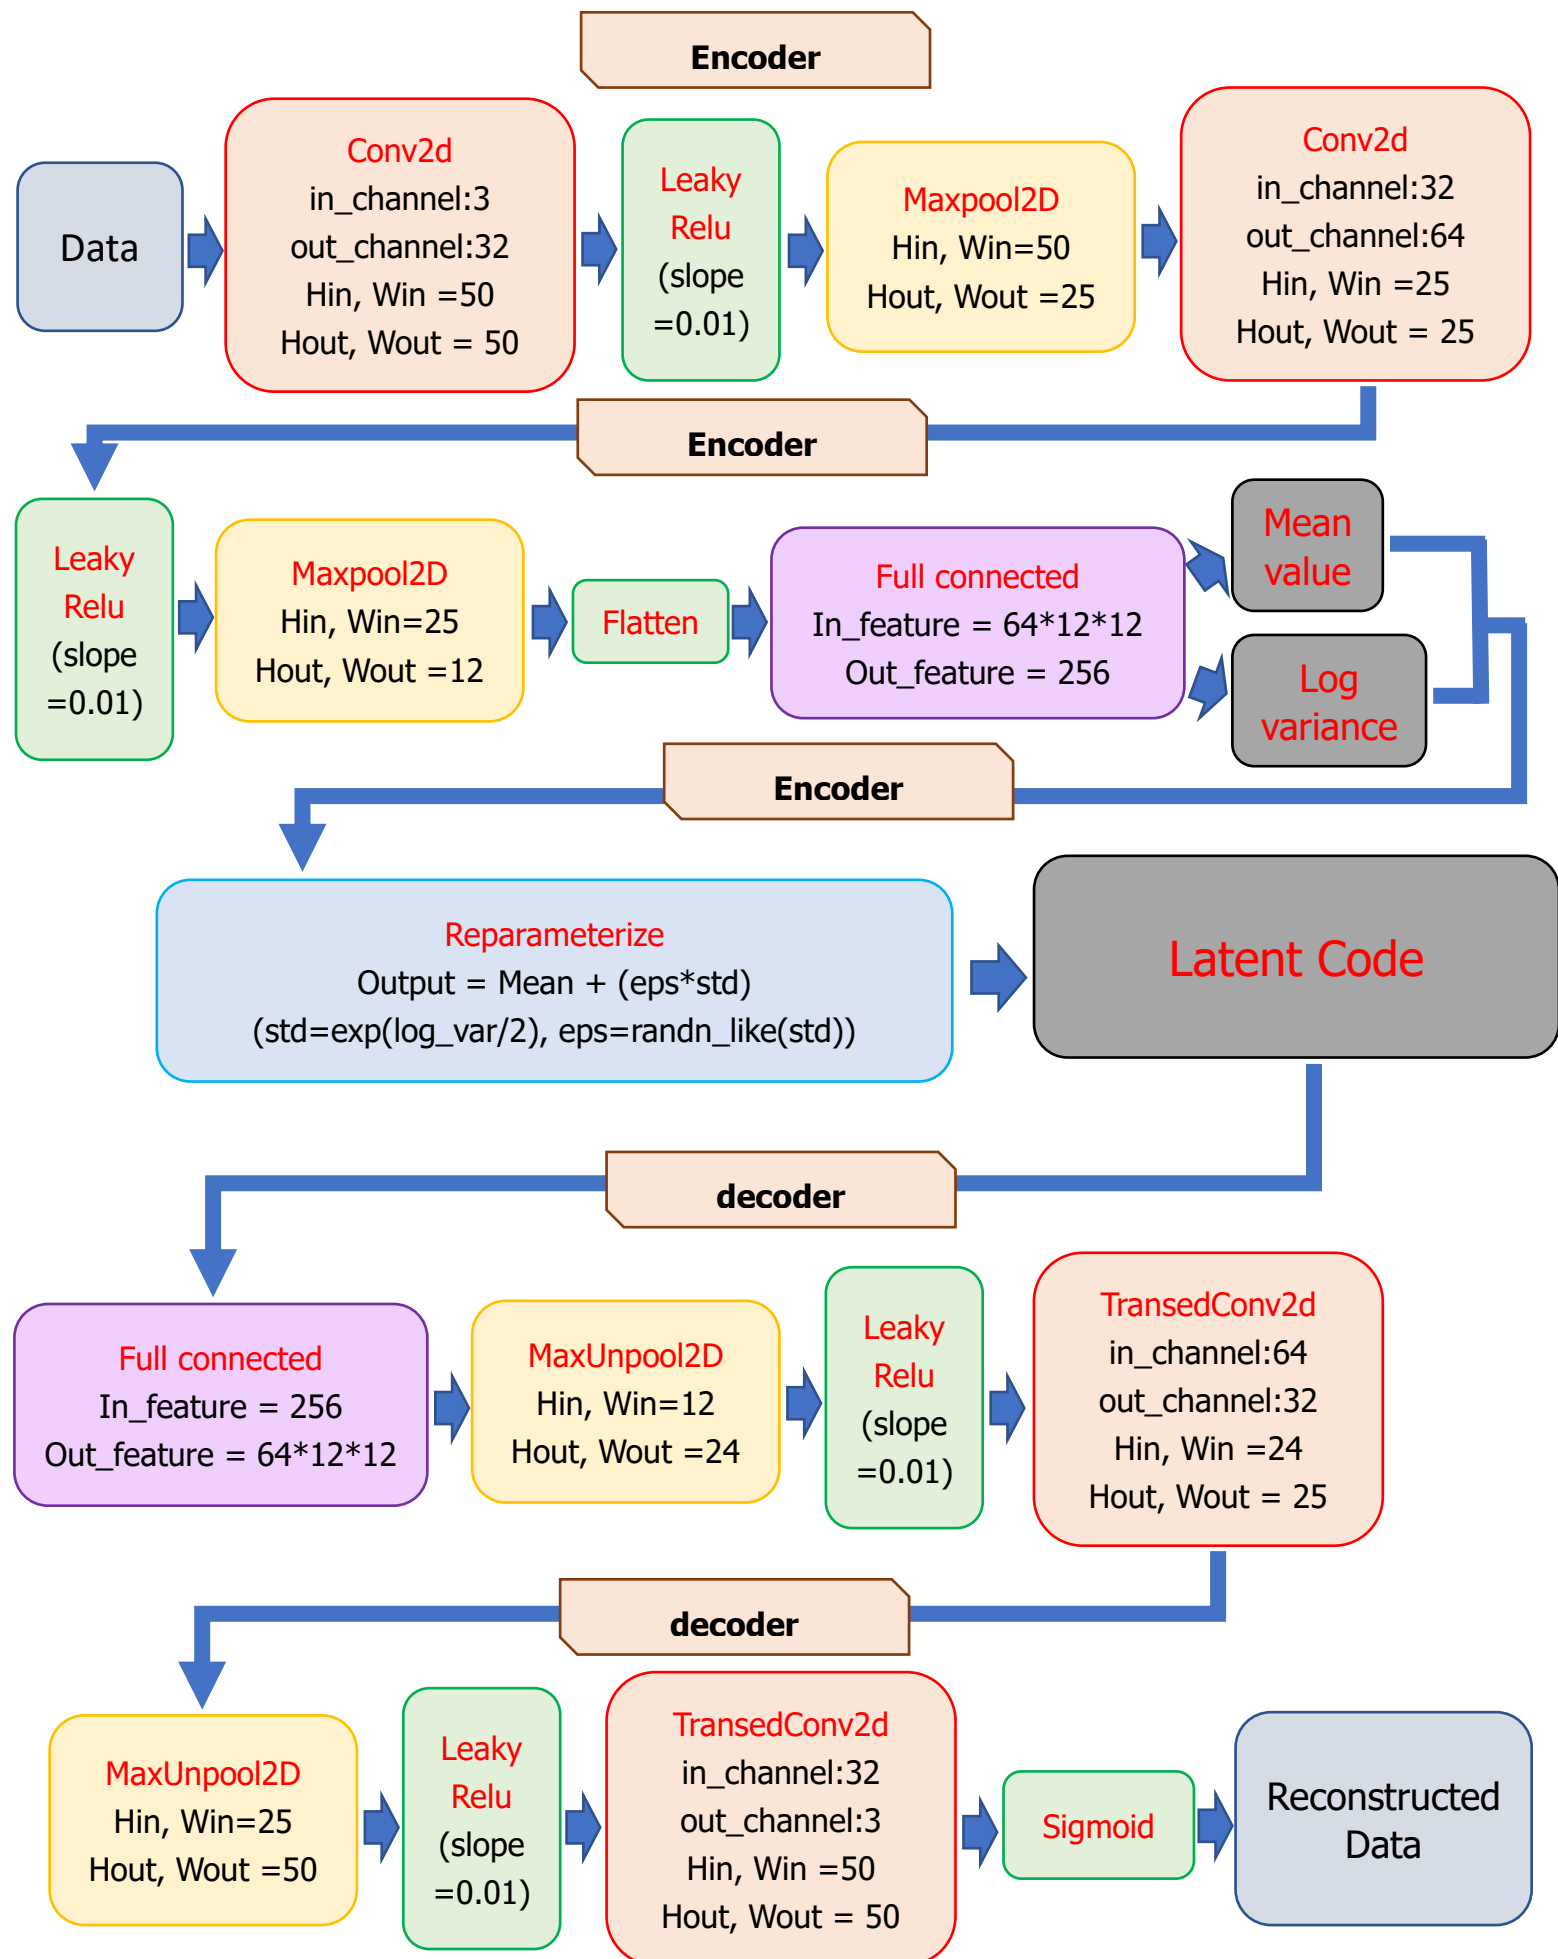 Encoder
Data
Conv2d
in_channel:3
out_channel:32
Hin, Win =50
Hout, Wout = 50
Leaky
Relu
(slope
=0.01)
Maxpool2D
Hin, Win=50
Hout, Wout =25
Conv2d
in_channel:32
out_channel:64
Hin, Win =25
Hout, Wout = 25
Encoder
Leaky
Relu
(slope
=0.01)
Maxpool2D
Hin, Win=25
Hout, Wout =12
Flatten
Full connected
In_feature = 64*12*12
Out_feature = 256
Mean
value
Log
variance
Encoder
Reparameterize
Output = Mean + (eps*std)
(std=exp(log_var/2), eps=randn_like(std))
Latent Code
decoder
Full connected
In_feature = 256
Out_feature = 64*12*12
MaxUnpool2D
Hin, Win=12
Hout, Wout =24
Leaky
Relu
(slope
=0.01)
TransedConv2d
in_channel:64
out_channel:32
Hin, Win =24
Hout, Wout = 25
decoder
MaxUnpool2D
Hin, Win=25
Hout, Wout =50
Leaky
Relu
(slope
=0.01)
TransedConv2d
in_channel:32
out_channel:3
Hin, Win =50
Hout, Wout = 50
Sigmoid
Reconstructed
Data